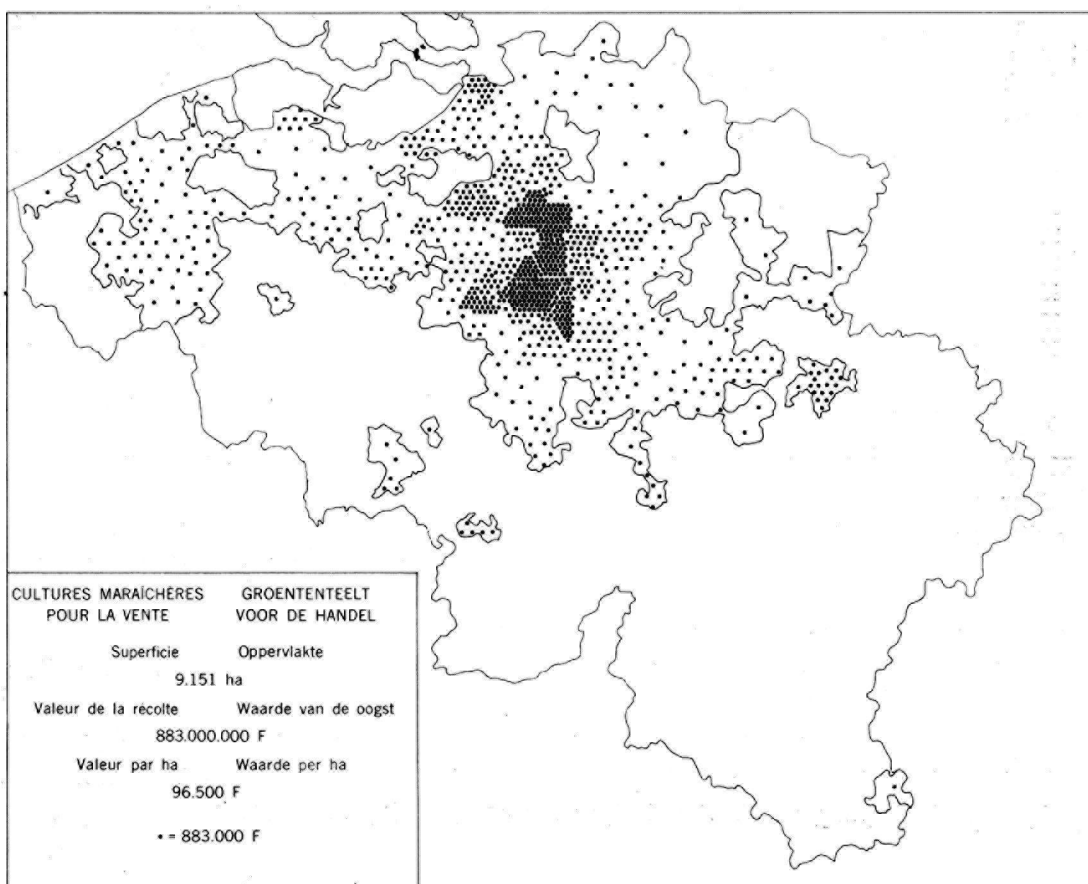 CULTURES MARAÎCHÈRES GROENTENTEELT
POUR LA VENTE VOOR DE HANDEL
Superficie Oppervlakte
9.151 ha
Valeur de la récolte Waarde van de oogst
883.000.000 F
Valeur par ha Waarde per ha
96.500 F
• = 883.000 F